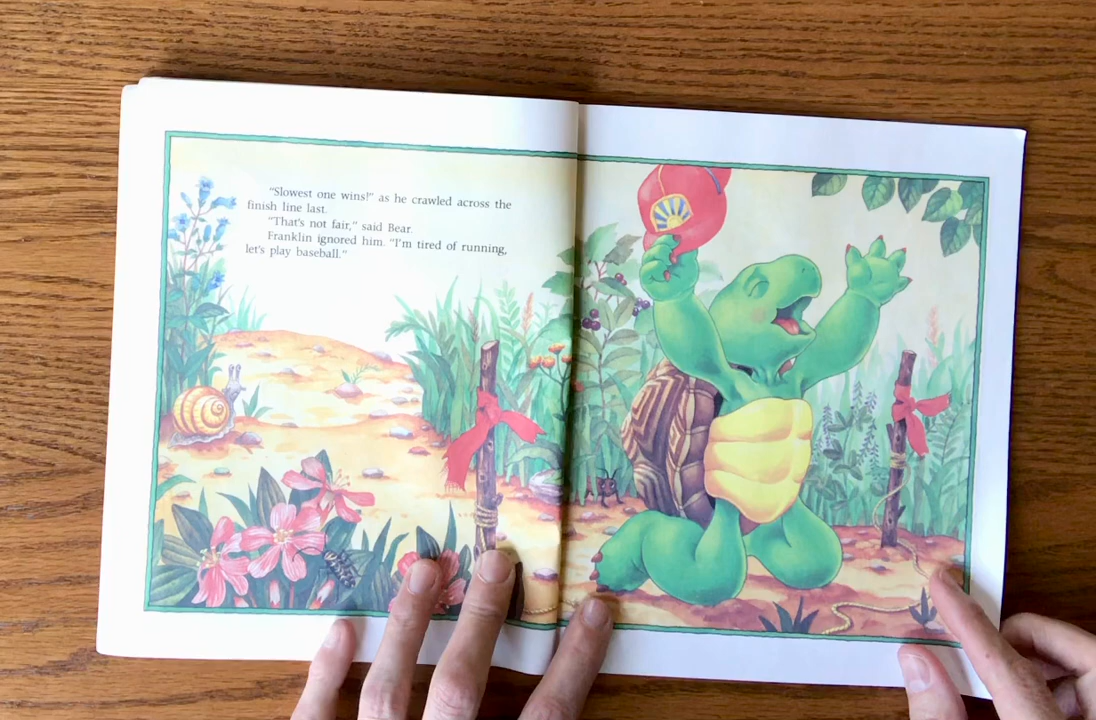 "Slowest one wins!" as he crawled across the
finish line last.
"That's not fair," said Bear.
Franklin ignored him. "I'm tired of running,
let's play baseball."